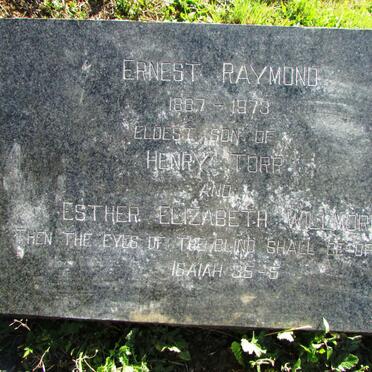 ERNEST RAYMOND
1887 - 1973
ELDEST SON OF
HENRY TORR
AND
ESTHER ELIZABETH
THEN THE EYES OF THE BLIND SHALL BE
ISAIAH 35-5